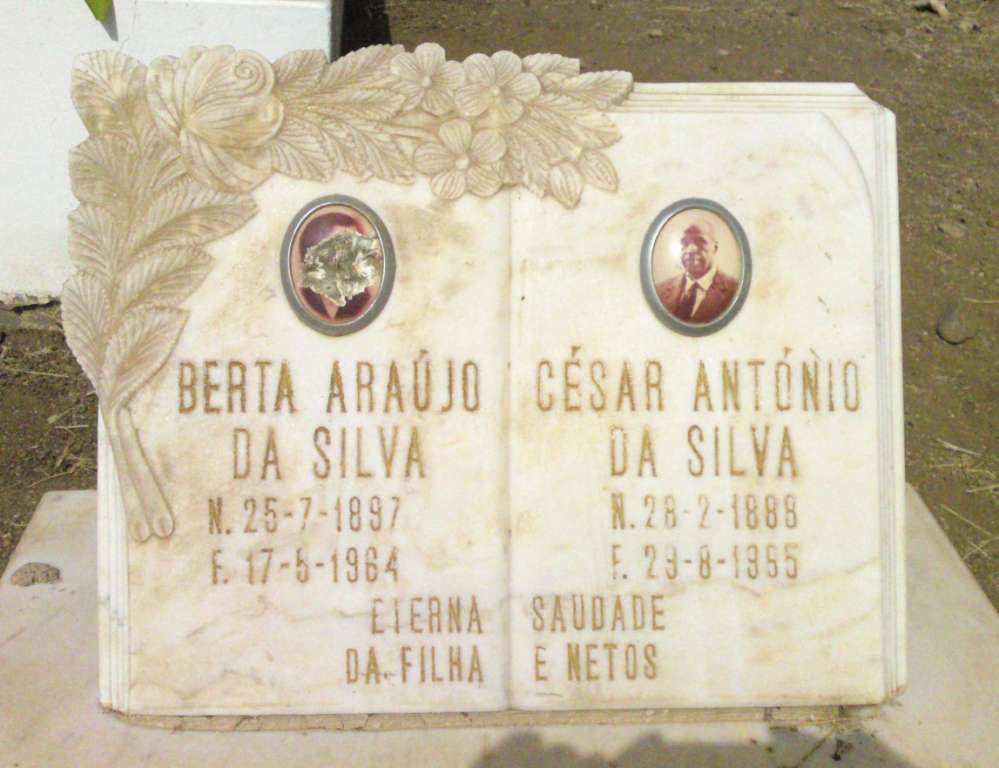 BERTA ARAÚJO
DA SILVA
N. 25-7-1897
F. 17-5-1964
CÉSAR ANTÓNIO
DA SILVA
N. 28-2-1888
F. 29-8-1955
ETERNA SAUDADE
DA FILHA E NETOS